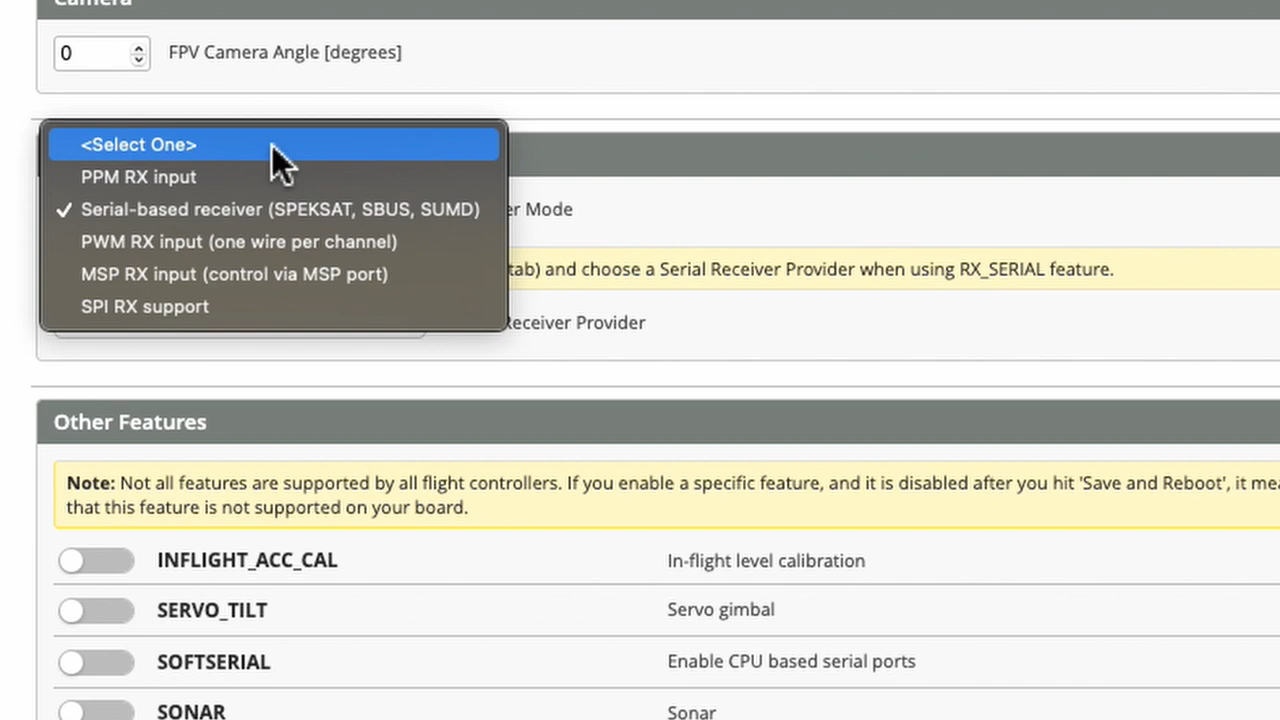 Camera
0
FPV Camera Angle [degrees]
<Select One>
PPM RX input
Serial-based receiver (SPEKSAT, SBUS, SUMD)
er Mode
PWM RX input (one wire per channel)
MSP RX input (control via MSP port)
tab) and choose a Serial Receiver Provider when using RX_SERIAL feature.
SPI RX support
Receiver Provider
Other Features
Note: Not all features are supported by all flight controllers. If you enable a specific feature, and it is disabled after you hit 'Save and Reboot', it mea
that this feature is not supported on your board.
INFLIGHT_ACC_CAL
In-flight level calibration
SERVO_TILT
Servo gimbal
SOFTSERIAL
Enable CPU based serial ports
SONAR
Sonar